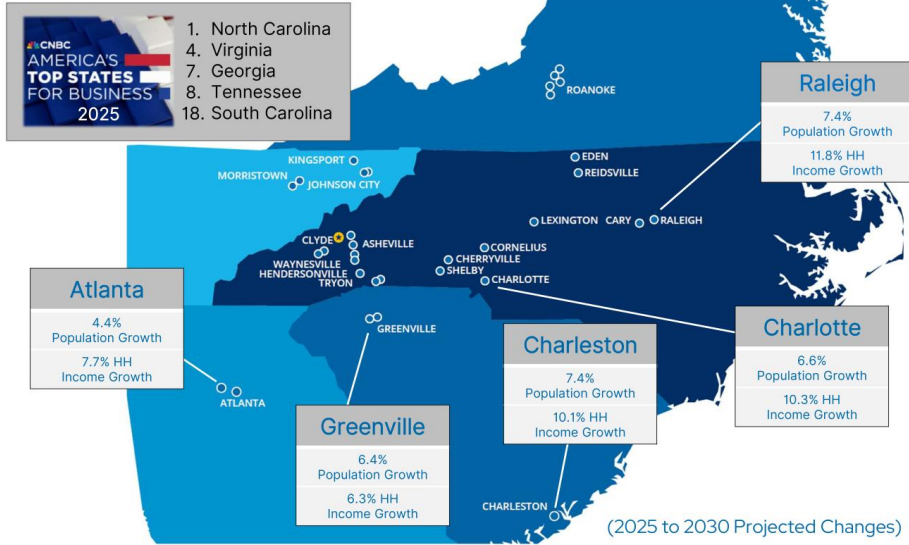 CNBC
AMERICA'S
TOP STATES
FOR BUSINESS
2025
1. North Carolina
4. Virginia
7. Georgia
8. Tennessee
18. South Carolina
ROANOKE
Raleigh
7.4%
Population Growth
11.8% HH
Income Growth
KINGSPORT
MORRISTOWN
JOHNSON CITY
EDEN
REIDSVILLE
LEXINGTON
CARY
RALEIGH
CLYDE
ASHEVILLE
WAYNESVILLE
HENDERSONVILLE
TRYON
CORNELIUS
CHERRYVILLE
SHELBY
CHARLOTTE
Atlanta
4.4%
Population Growth
7.7% HH
Income Growth
ATLANTA
GREENVILLE
Greenville
6.4%
Population Growth
6.3% HH
Income Growth
Charleston
7.4%
Population Growth
10.1% HH
Income Growth
CHARLESTON
Charlotte
6.6%
Population Growth
10.3% HH
Income Growth
(2025 to 2030 Projected Changes)